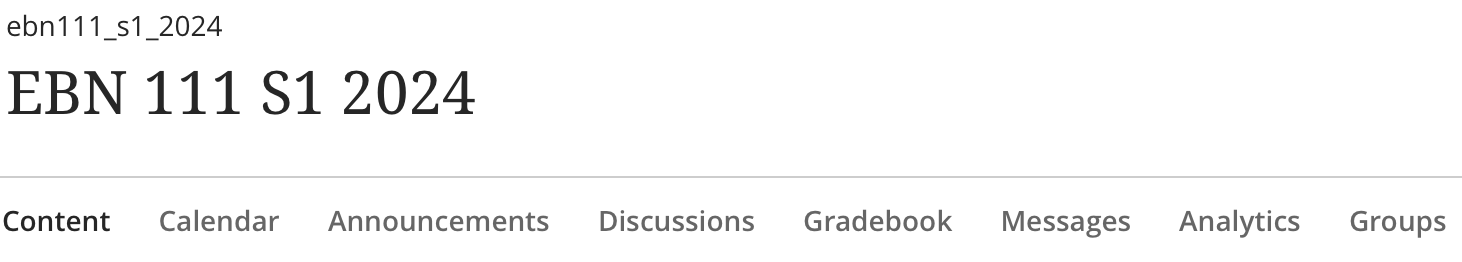 ebn111_s1_2024
EBN 111 S1 2024
Content Calendar Announcements Discussions Gradebook Messages Analytics Groups